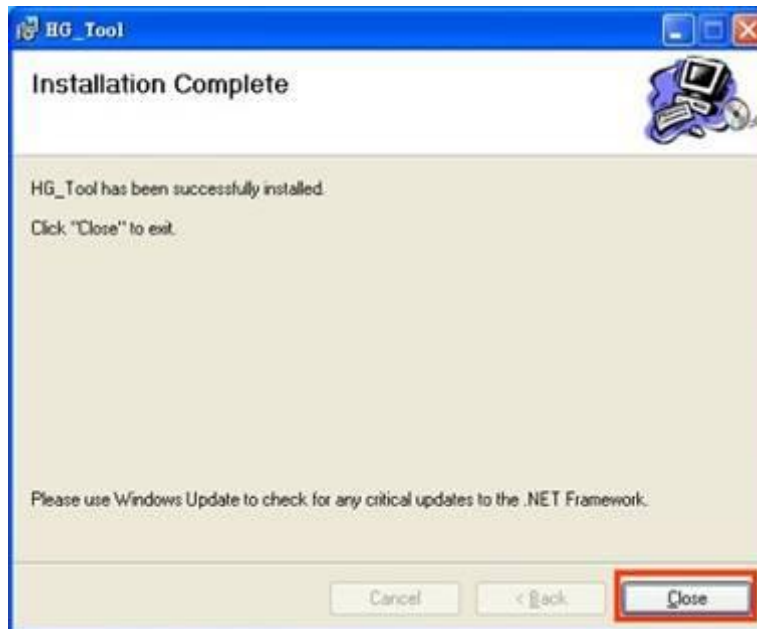 HG_Tool
Installation Complete
HG_Tool has been successfully installed.
Click "Close" to exit.
Please use Windows Update to check for any critical updates to the .NET Framework.
Cancel
< Back
Close